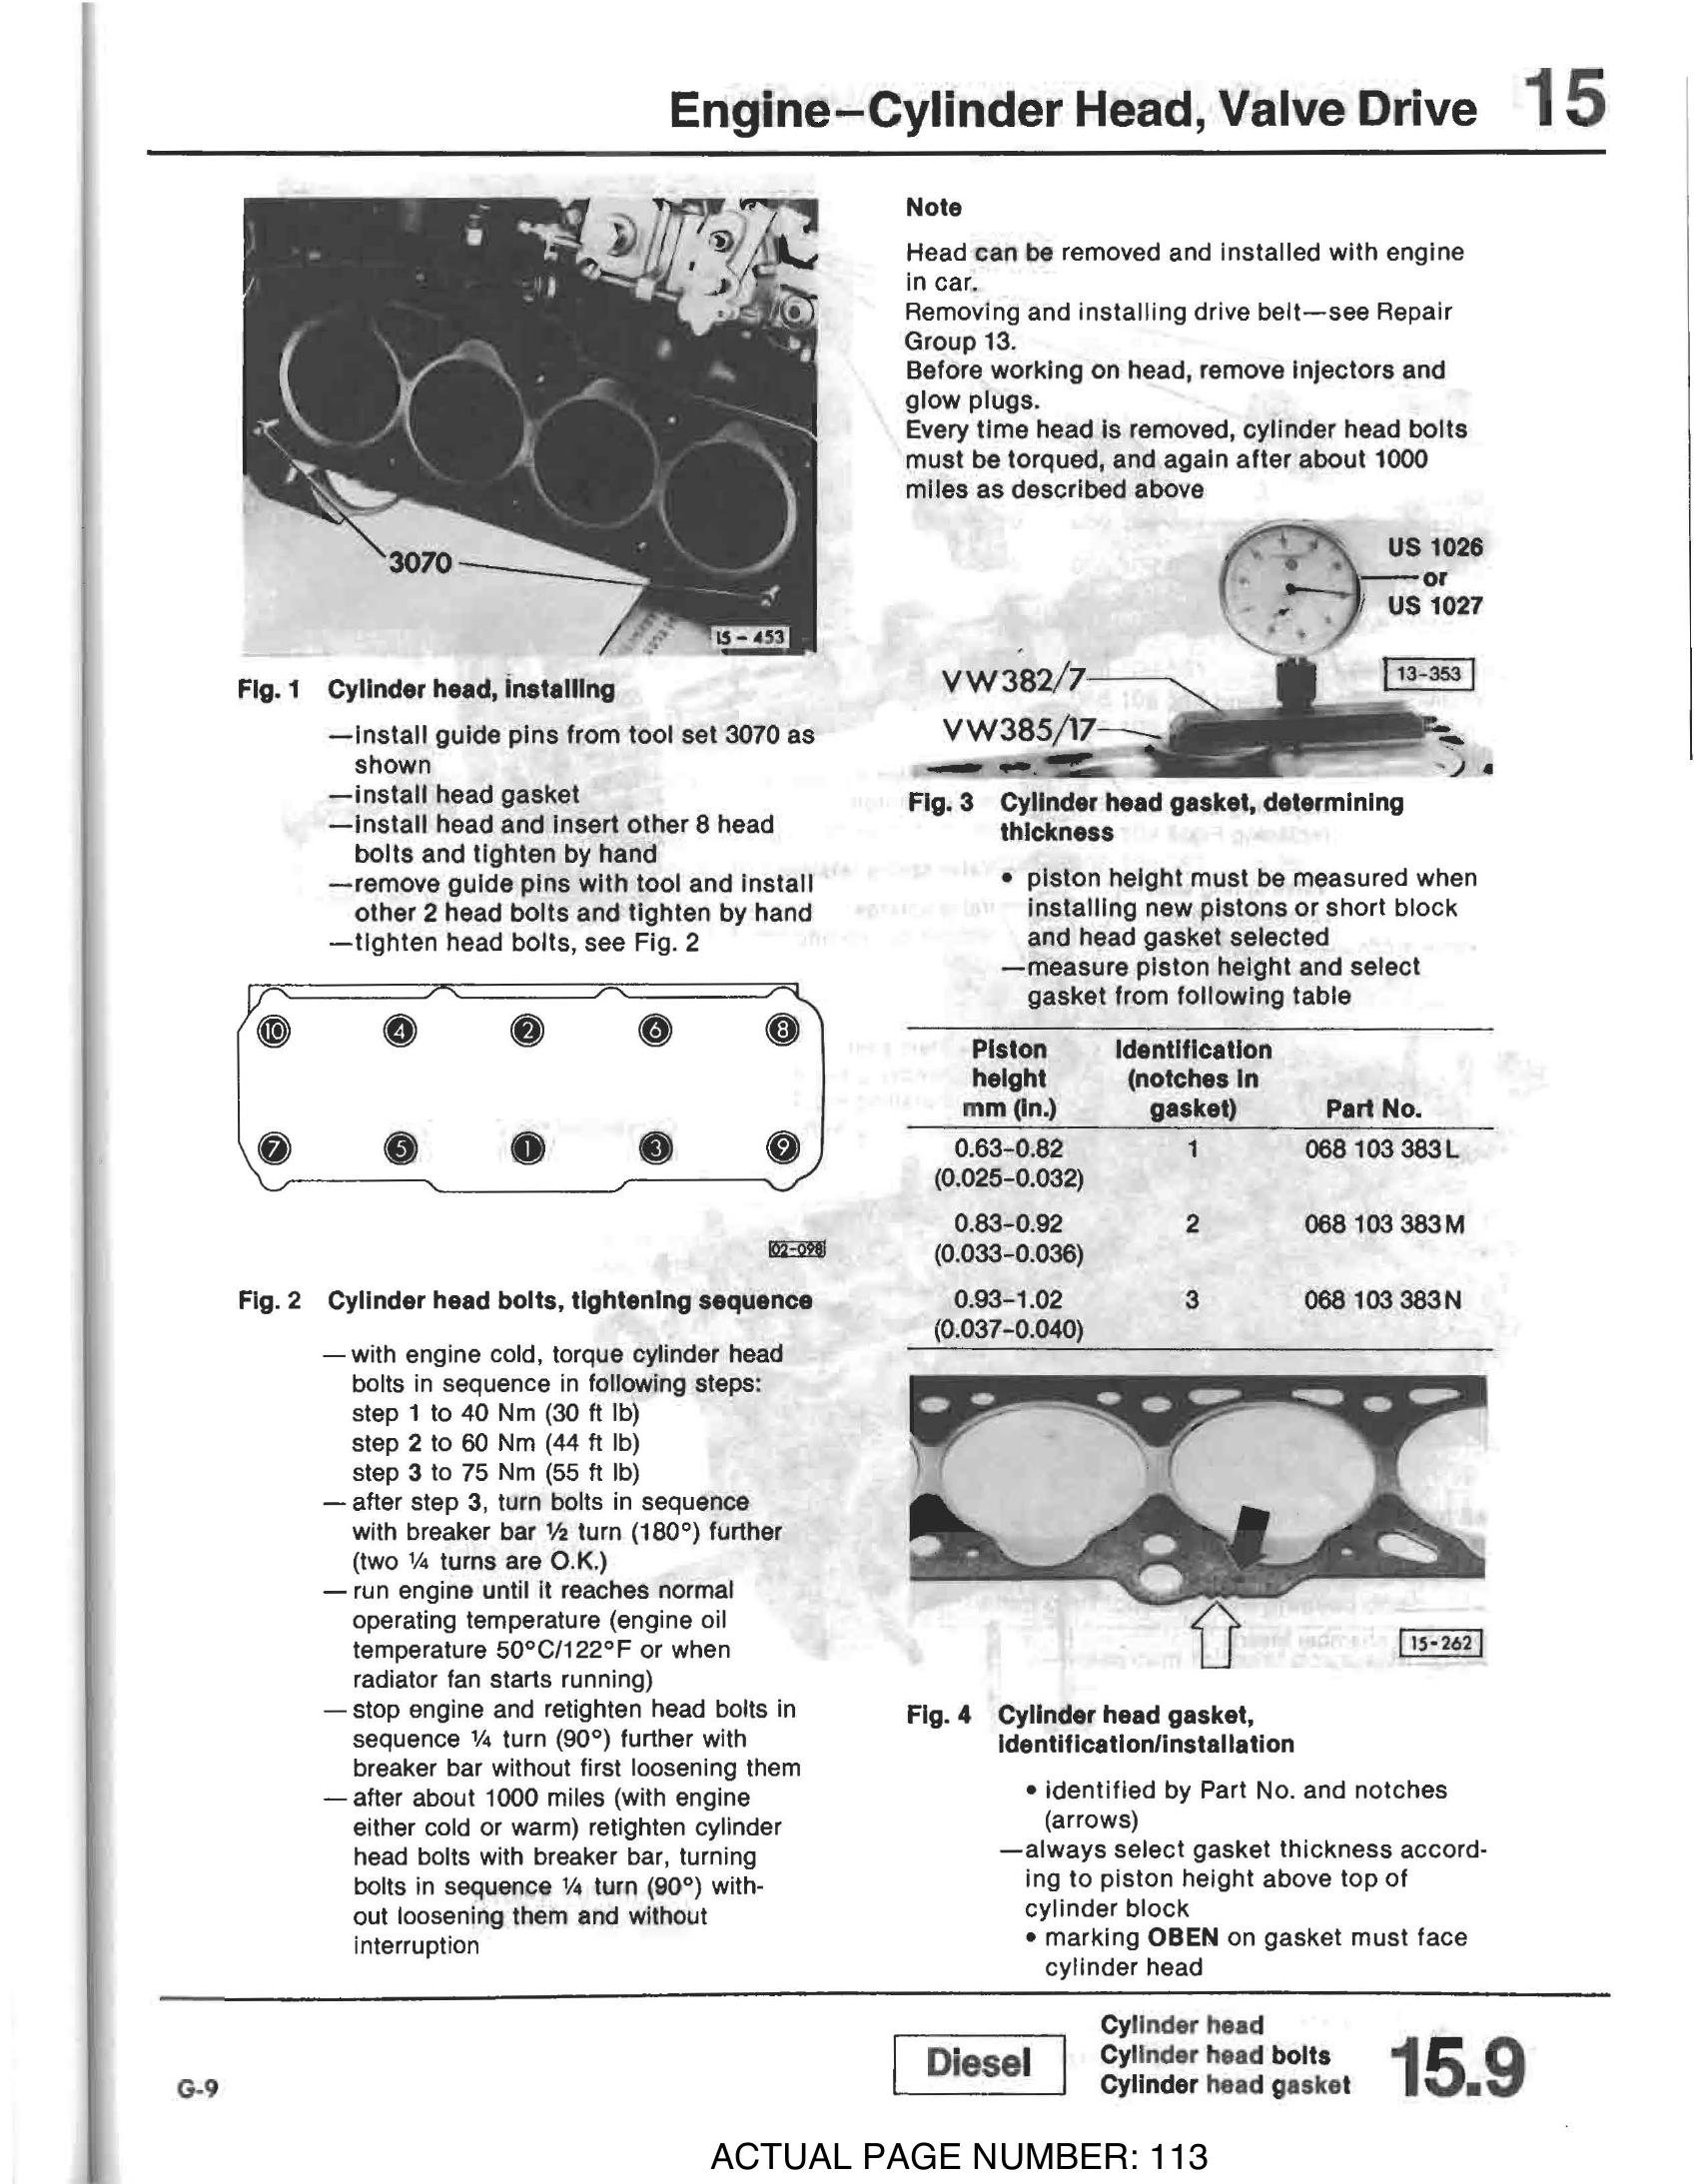 Engine–Cylinder Head, Valve Drive 15
3070
15-453
Fig. 1 Cylinder head, installing
—install guide pins from tool set 3070 as
shown
—install head gasket
—install head and insert other 8 head
bolts and tighten by hand
—remove guide pins with tool and install
other 2 head bolts and tighten by hand
—tighten head bolts, see Fig. 2
10 4 2 6 8
7 5 1 3 9
02-098
Fig. 2 Cylinder head bolts, tightening sequence
— with engine cold, torque cylinder head
bolts in sequence in following steps:
step 1 to 40 Nm (30 ft lb)
step 2 to 60 Nm (44 ft lb)
step 3 to 75 Nm (55 ft lb)
— after step 3, turn bolts in sequence
with breaker bar ½ turn (180°) further
(two ¼ turns are O.K.)
— run engine until it reaches normal
operating temperature (engine oil
temperature 50°C/122°F or when
radiator fan starts running)
— stop engine and retighten head bolts in
sequence ¼ turn (90°) further with
breaker bar without first loosening them
— after about 1000 miles (with engine
either cold or warm) retighten cylinder
head bolts with breaker bar, turning
bolts in sequence ¼ turn (90°) with-
out loosening them and without
interruption
Note
Head can be removed and installed with engine
in car.
Removing and installing drive belt—see Repair
Group 13.
Before working on head, remove injectors and
glow plugs.
Every time head is removed, cylinder head bolts
must be torqued, and again after about 1000
miles as described above
US 1026
or
US 1027
VW382/7
13-353
VW385/17
Fig. 3 Cylinder head gasket, determining
thickness
• piston height must be measured when
installing new pistons or short block
and head gasket selected
—measure piston height and select
gasket from following table
Piston Identification
height (notches in
mm (in.) gasket) Part No.
0.63–0.82 1 068 103 383 L
(0.025–0.032)
0.83–0.92 2 068 103 383 M
(0.033–0.036)
0.93–1.02 3 068 103 383 N
(0.037–0.040)
15-262
Fig. 4 Cylinder head gasket,
identification/installation
• identified by Part No. and notches
(arrows)
—always select gasket thickness accord-
ing to piston height above top of
cylinder block
• marking OBEN on gasket must face
cylinder head
G-9
Diesel
Cylinder head
Cylinder head bolts
Cylinder head gasket
15.9
ACTUAL PAGE NUMBER: 113